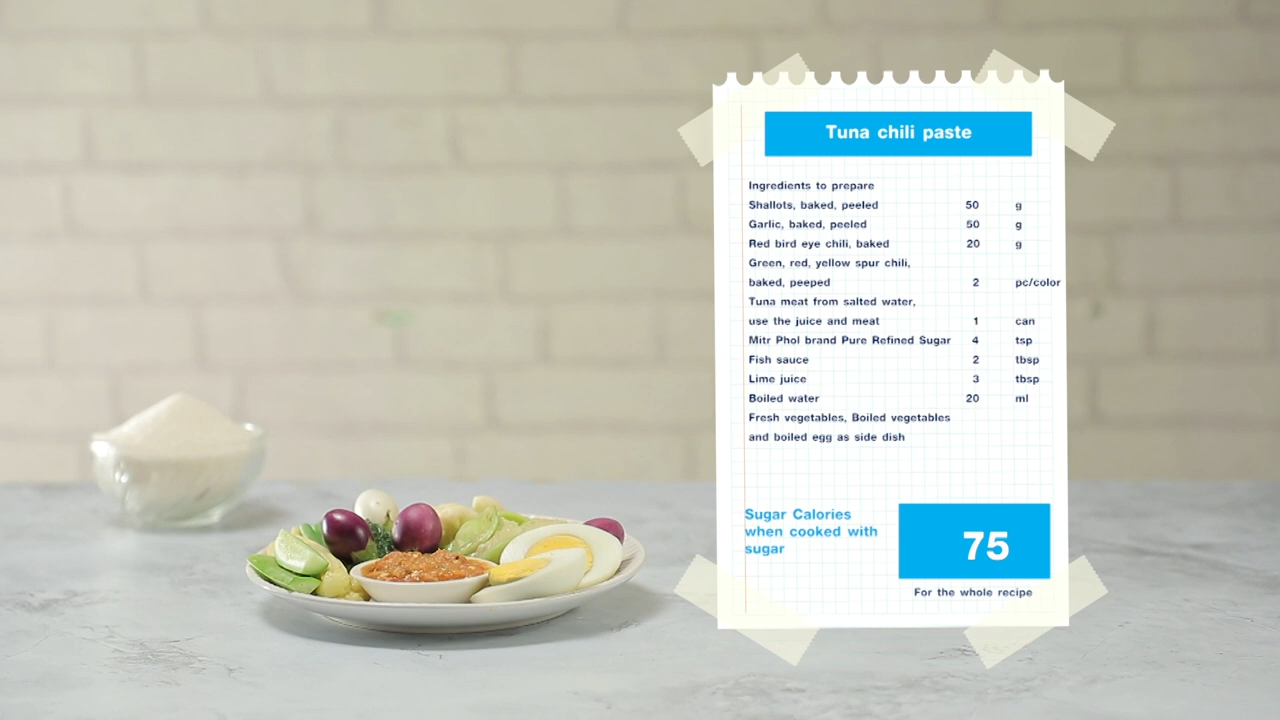 Tuna chili paste
Ingredients to prepare
Shallots, baked, peeled 50 g
Garlic, baked, peeled 50 g
Red bird eye chili, baked 20 g
Green, red, yellow spur chili,
baked, peeped 2 pc/color
Tuna meat from salted water,
use the juice and meat 1 can
Mitr Phol brand Pure Refined Sugar 4 tsp
Fish sauce 2 tbsp
Lime juice 3 tbsp
Boiled water 20 ml
Fresh vegetables, Boiled vegetables
and boiled egg as side dish
Sugar Calories
when cooked with
sugar
75
For the whole recipe